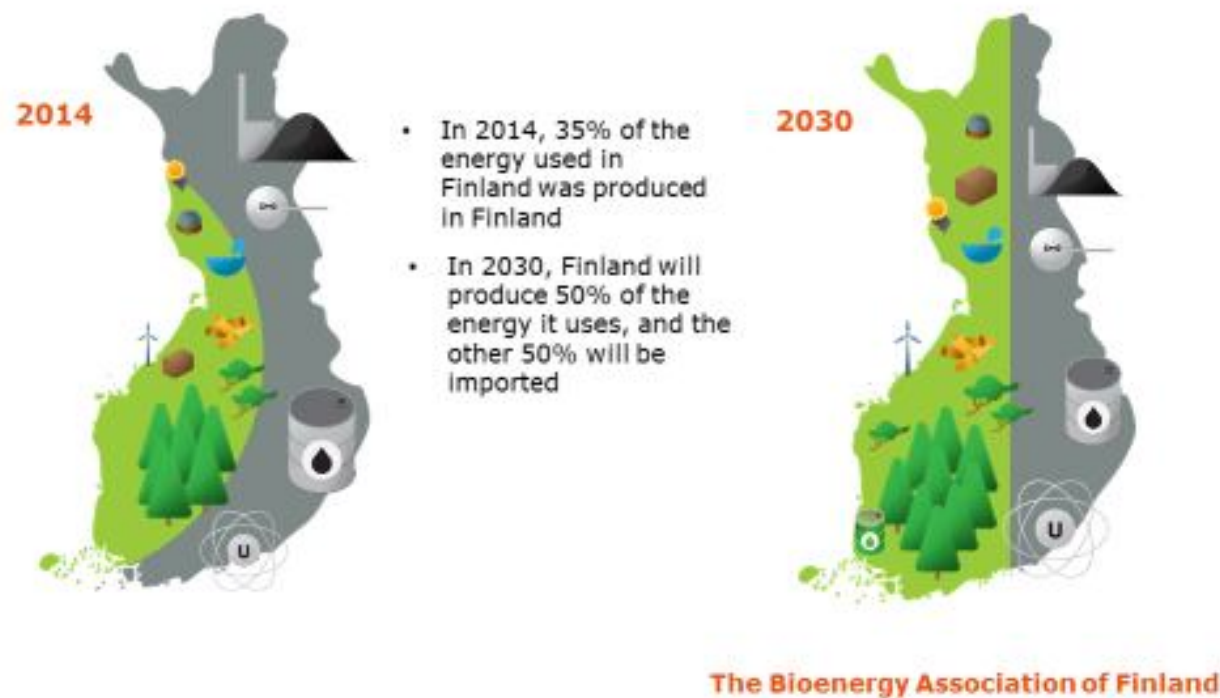 2014
• In 2014, 35% of the
energy used in
Finland was produced
in Finland
• In 2030, Finland will
produce 50% of the
energy it uses, and the
other 50% will be
imported
2030
U
U
The Bioenergy Association of Finland